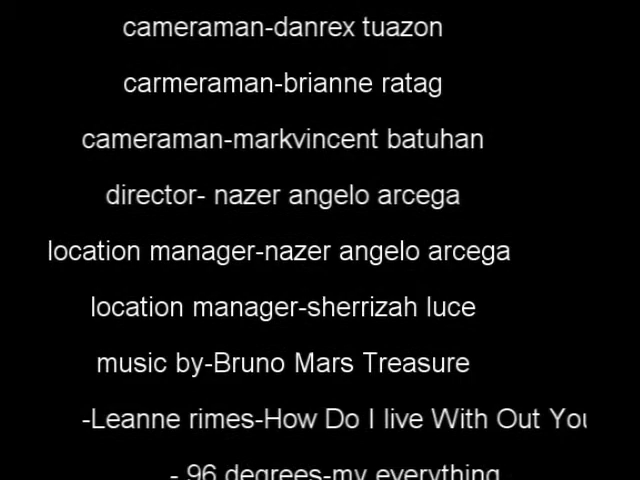 cameraman-danrex tuazon
carmeraman-brianne ratag
cameraman-markvincent batuhan
director- nazer angelo arcega
location manager-nazer angelo arcega
location manager-sherrizah luce
music by-Bruno Mars Treasure
-Leanne rimes-How Do I live With Out You
- 96 degrees-my everything